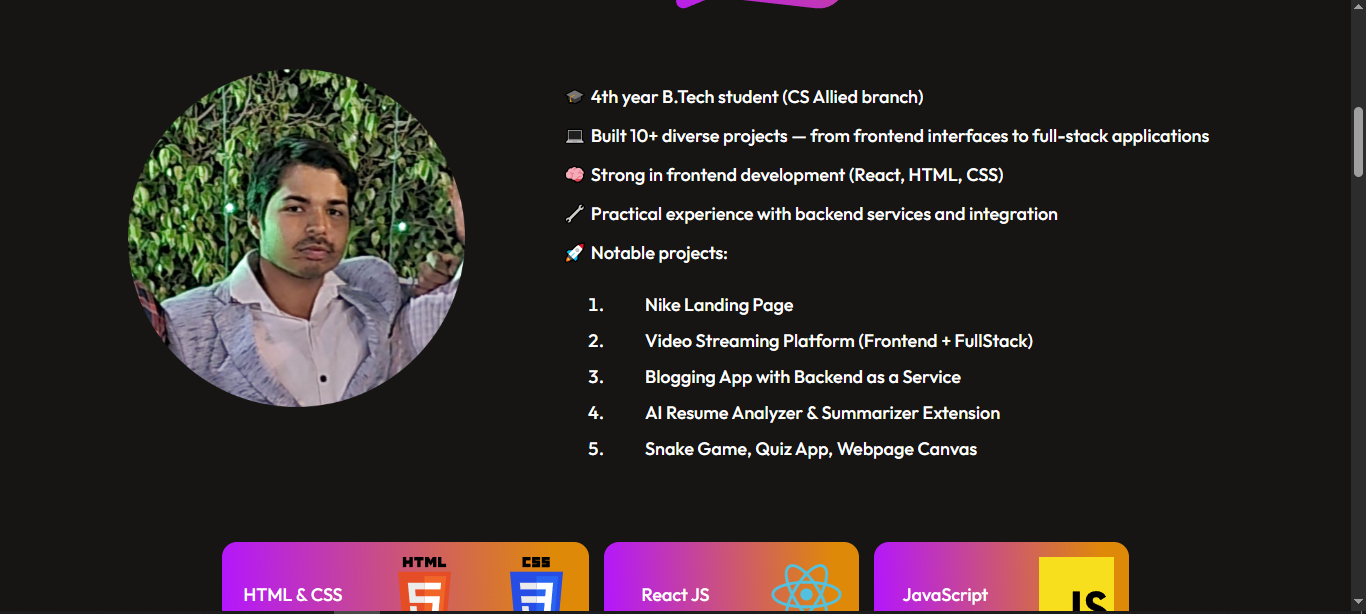 🎓 4th year B.Tech student (CS Allied branch)
💻 Built 10+ diverse projects — from frontend interfaces to full-stack applications
🧠 Strong in frontend development (React, HTML, CSS)
🔧 Practical experience with backend services and integration
🚀 Notable projects:
1. Nike Landing Page
2. Video Streaming Platform (Frontend + FullStack)
3. Blogging App with Backend as a Service
4. AI Resume Analyzer & Summarizer Extension
5. Snake Game, Quiz App, Webpage Canvas
HTML CSS
HTML & CSS React JS JavaScript JS